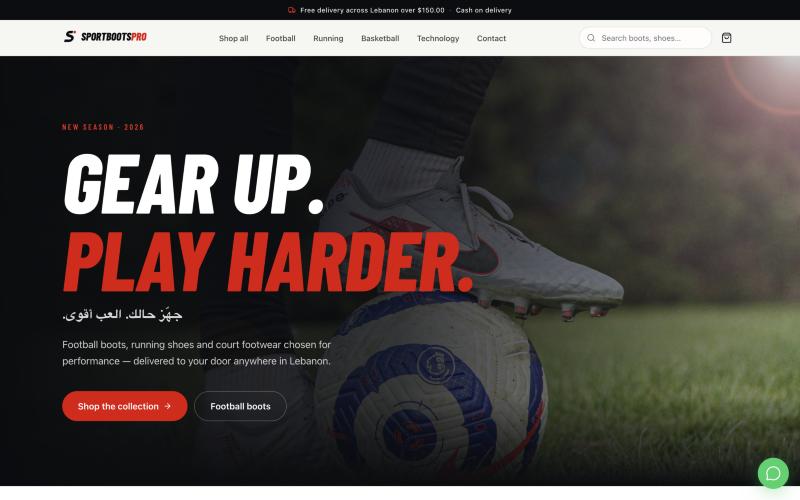 Free delivery across Lebanon over $150.00 · Cash on delivery
SPORTBOOTSPRO
Shop all
Football
Running
Basketball
Technology
Contact
Search boots, shoes...
NEW SEASON · 2026
GEAR UP.
PLAY HARDER.
جهّز حالك. العب أقوى.
Football boots, running shoes and court footwear chosen for
performance — delivered to your door anywhere in Lebanon.
Shop the collection →
Football boots